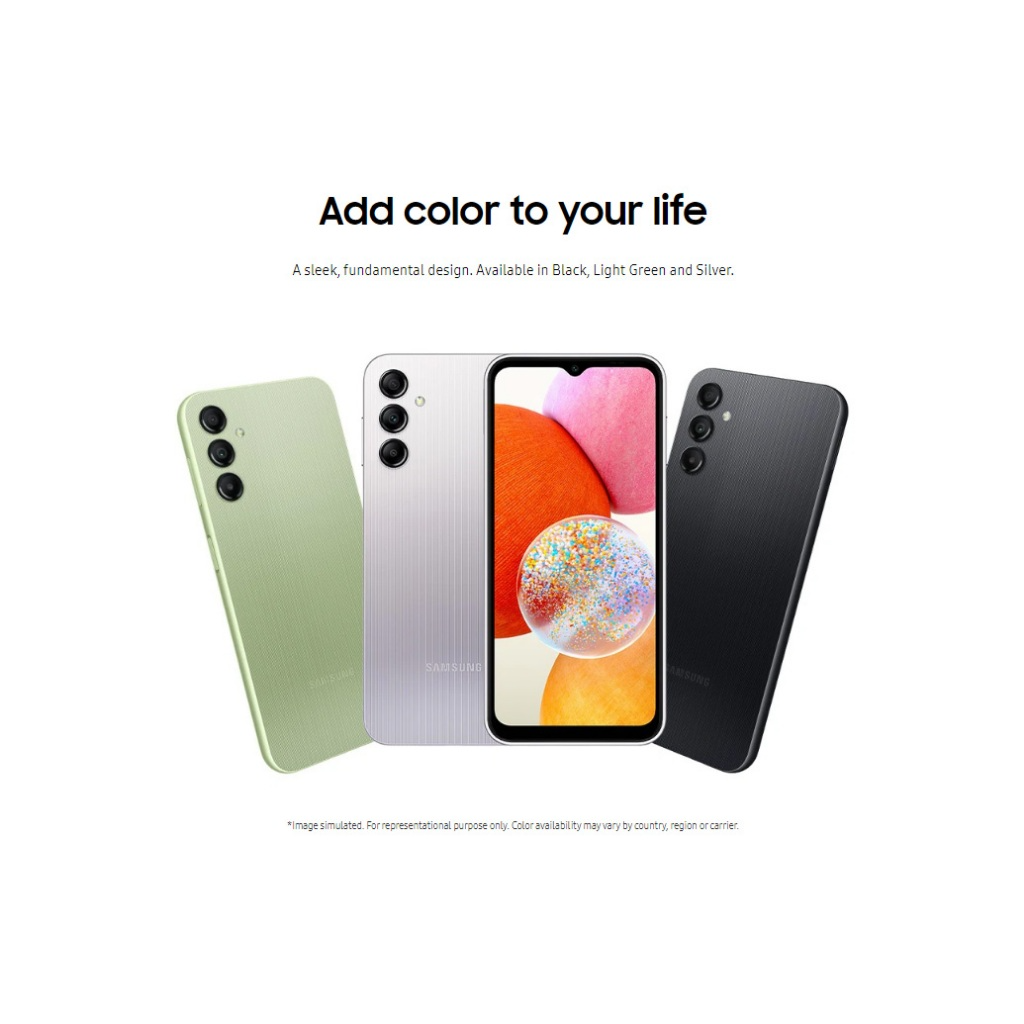 Add color to your life
A sleek, fundamental design. Available in Black, Light Green and Silver.
SAMSUNG
SAMSUNG
SAMSUNG
*Image simulated. For representational purpose only. Color availability may vary by country, region or carrier.